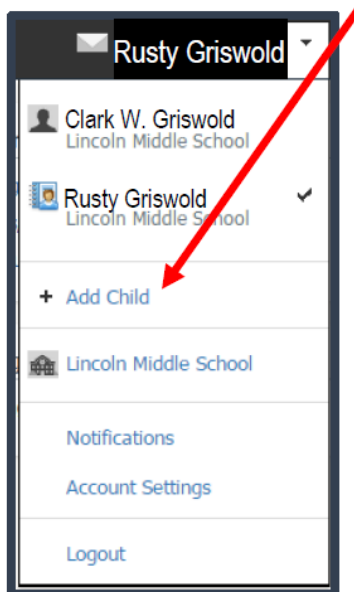 Rusty Griswold
Clark W. Griswold
Lincoln Middle School
Rusty Griswold
Lincoln Middle School
+ Add Child
Lincoln Middle School
Notifications
Account Settings
Logout